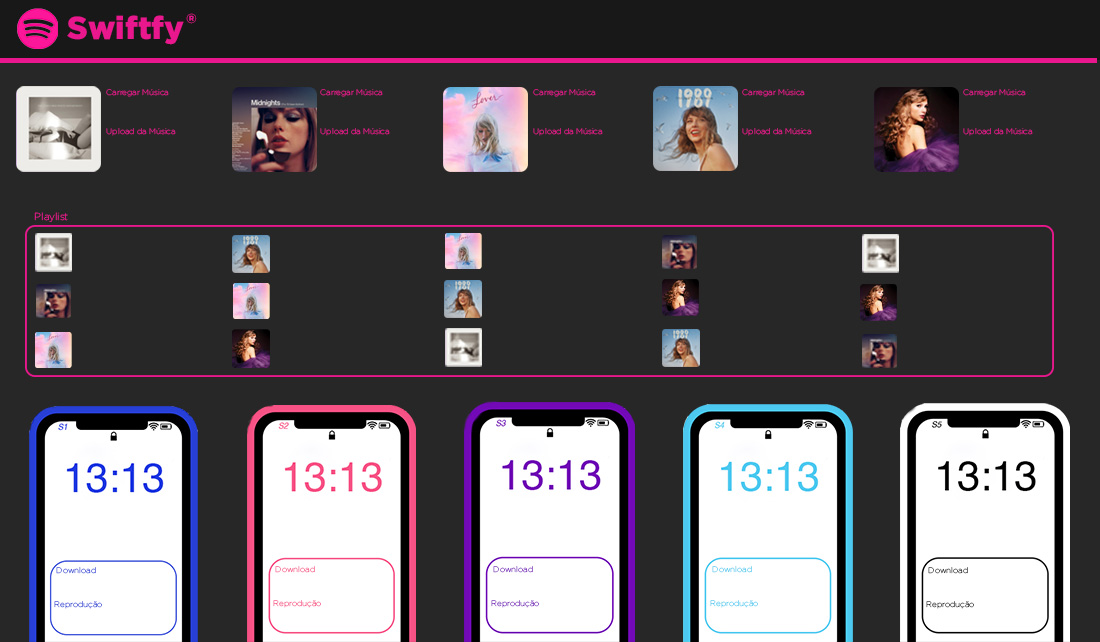 Swiftfy®
Carregar Música
Upload da Música
Midnights
Carregar Música
Upload da Música
Lover
Carregar Música
Upload da Música
1989
Carregar Música
Upload da Música
Carregar Música
Upload da Música
Playlist
S1
13:13
Download
Reprodução
S2
13:13
Download
Reprodução
S3
13:13
Download
Reprodução
S4
13:13
Download
Reprodução
S5
13:13
Download
Reprodução